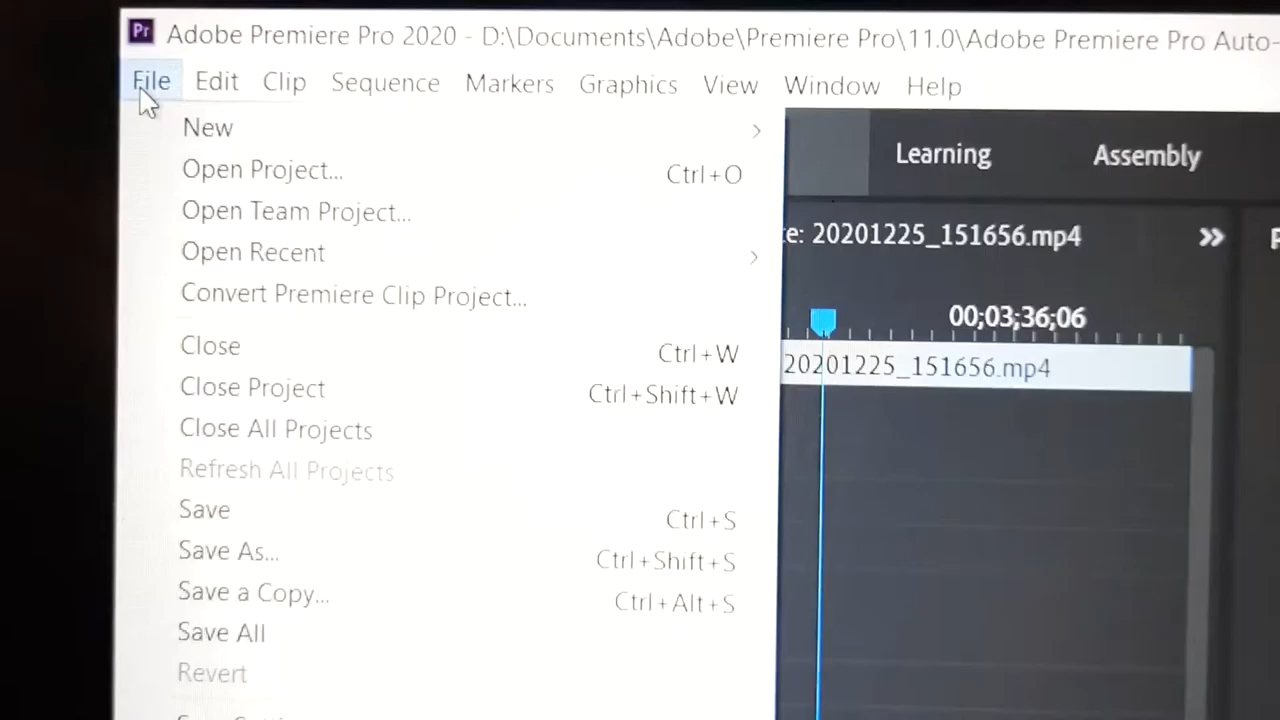 Pr Adobe Premiere Pro 2020 - D:\Documents\Adobe\Premiere Pro\11.0\Adobe Premiere Pro Auto-
File Edit Clip Sequence Markers Graphics View Window Help
New
Open Project... Ctrl+O
Open Team Project...
Open Recent
Convert Premiere Clip Project...
Close Ctrl+W
Close Project Ctrl+Shift+W
Close All Projects
Refresh All Projects
Save Ctrl+S
Save As... Ctrl+Shift+S
Save a Copy... Ctrl+Alt+S
Save All
Revert
Learning Assembly
e: 20201225_151656.mp4
00;03;36;06
20201225_151656.mp4